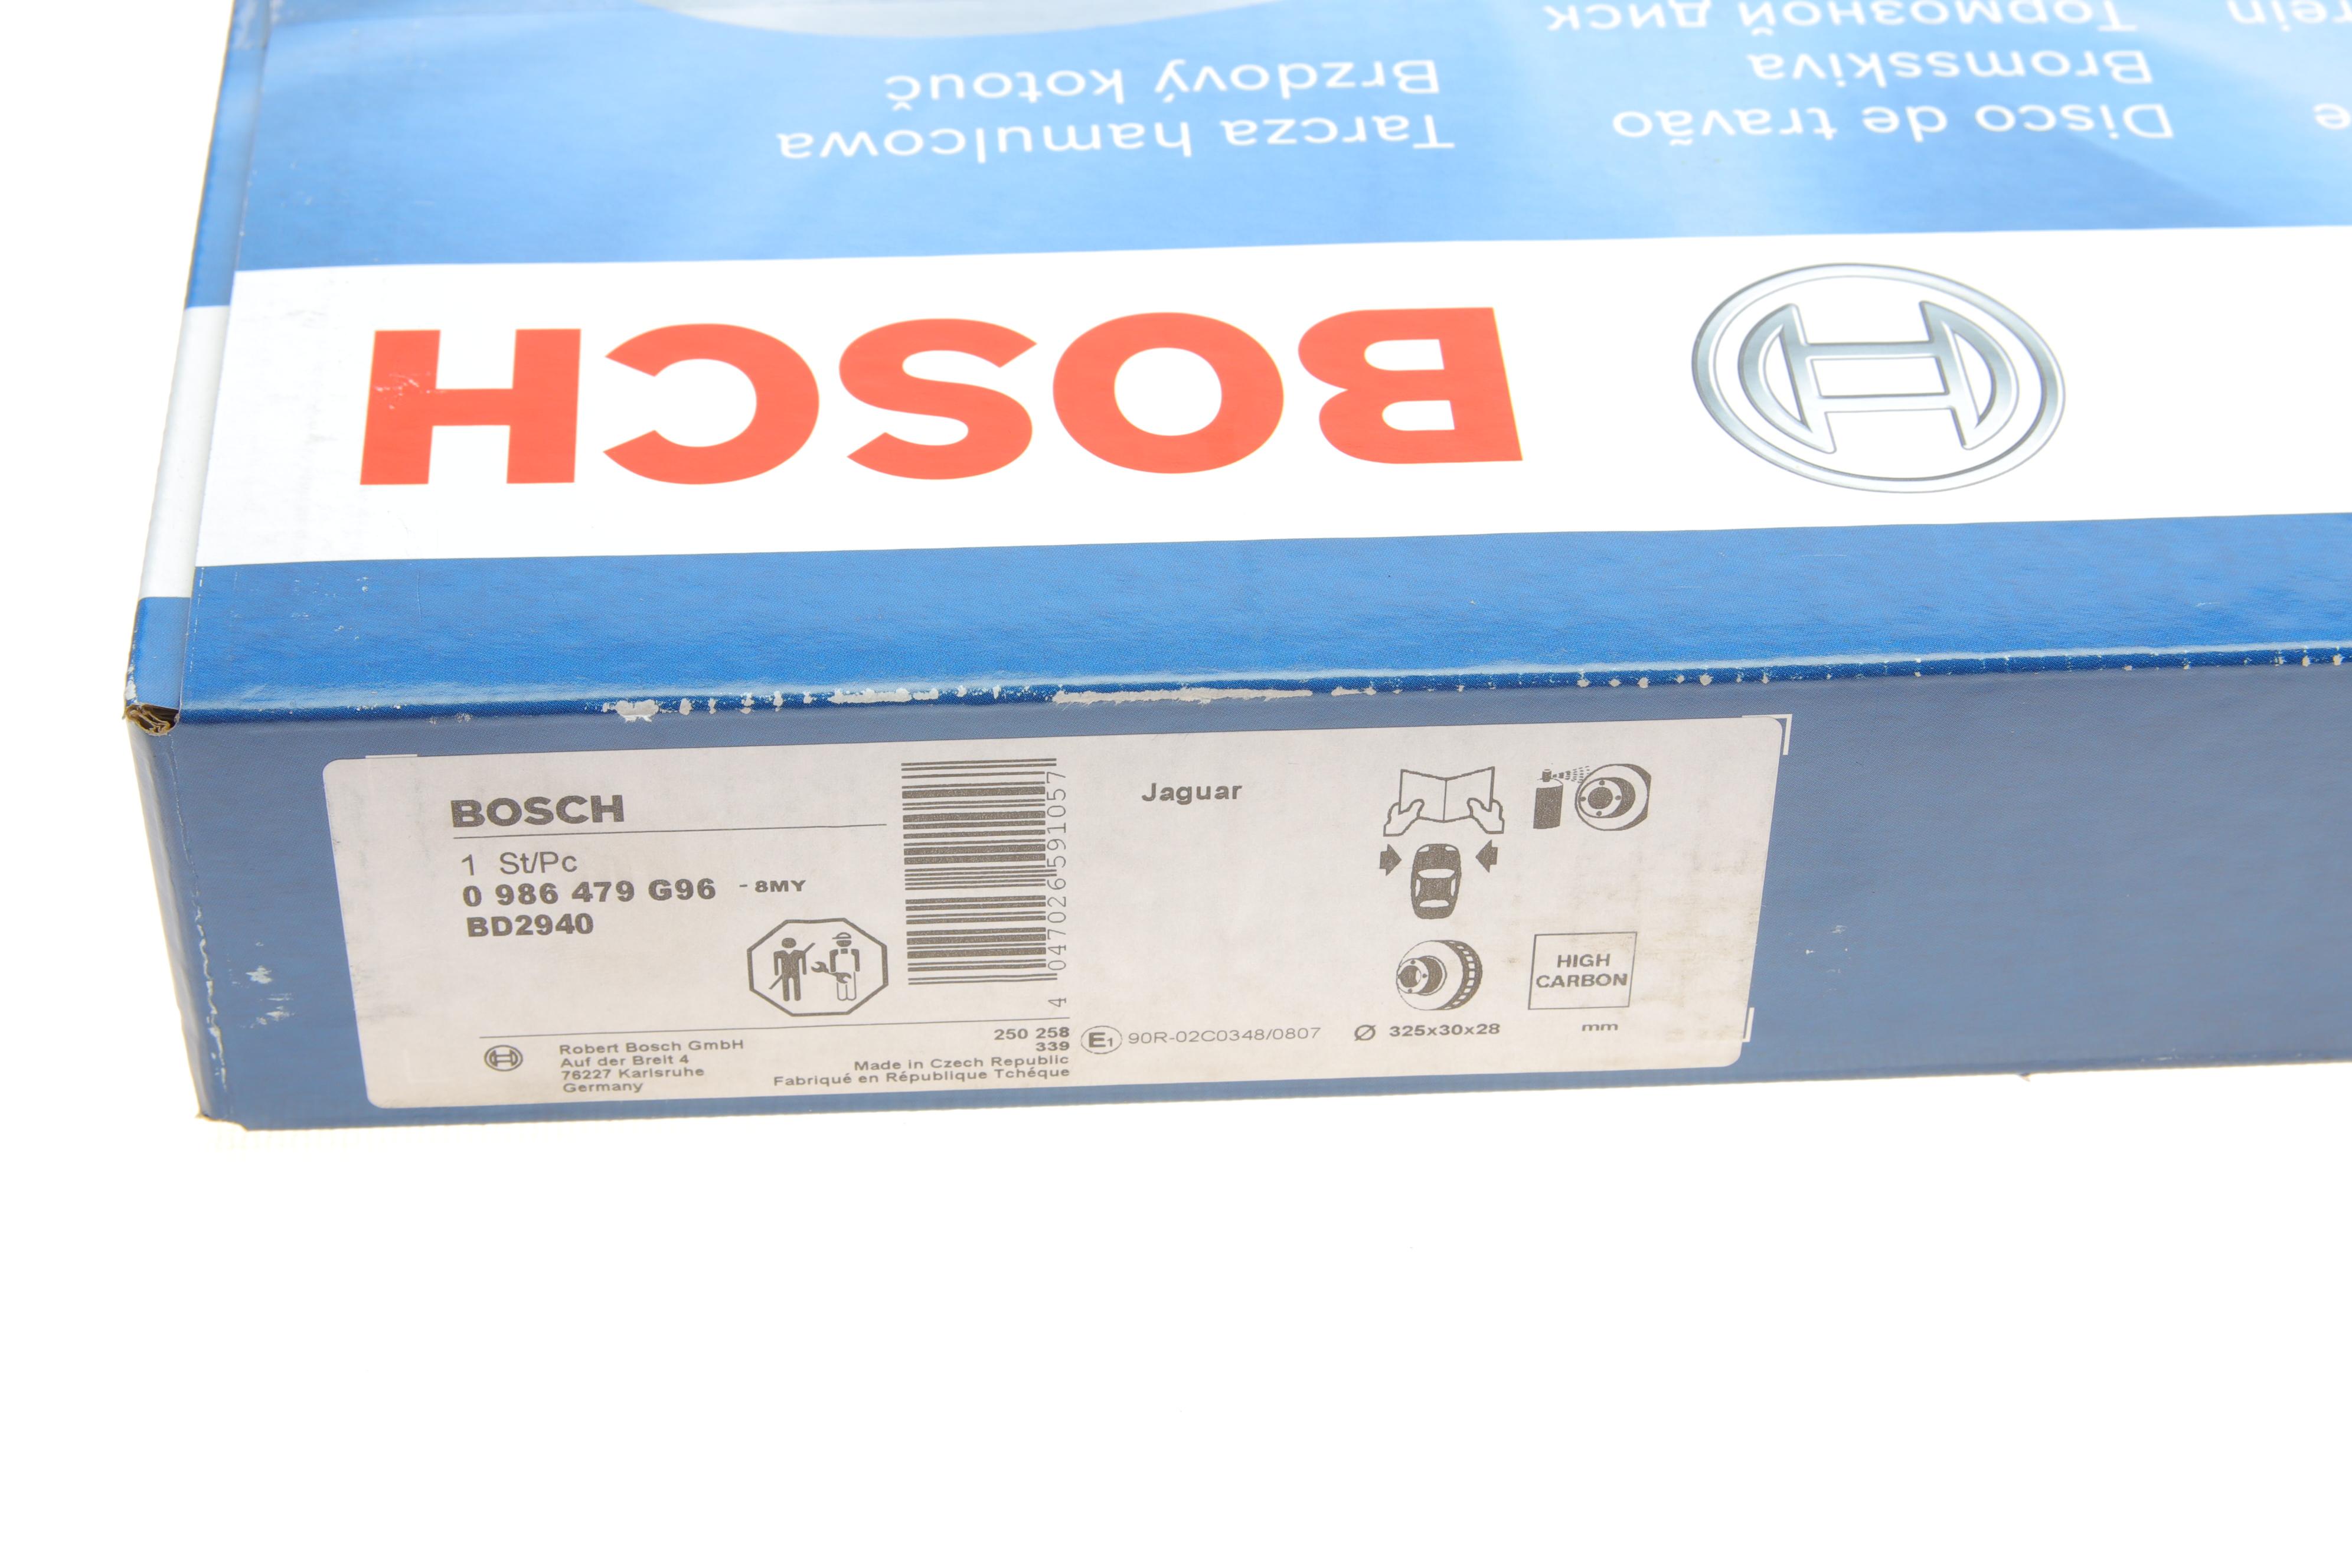 BOSCH
Tarcza hamulcowa
Brzdový kotouč
Disco de travão
Bromsskiva
Тормозной диск
BOSCH
1 St/Pc
0 986 479 G96 - 8MY
BD2940
4 047026 591057
Jaguar
HIGH
CARBON
Robert Bosch GmbH
Auf der Breit 4
76227 Karlsruhe
Germany
250 258
339
Made in Czech Republic
Fabriqué en République Tchéque
E1 90R-02C0348/0807
Ø 325x30x28 mm